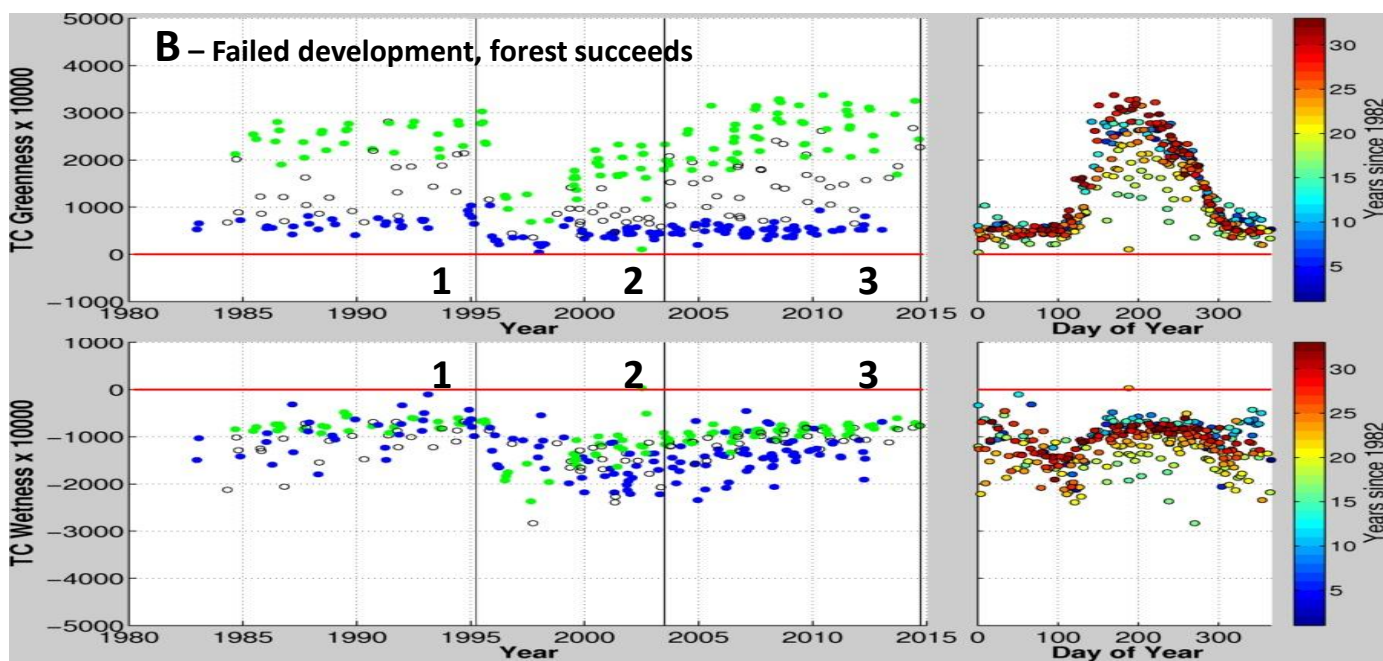 B – Failed development, forest succeeds
TC Greenness x 10000
5000
4000
3000
2000
1000
0
−1000
1 2 3
1980 1985 1990 1995 2000 2005 2010 2015
Year
0 100 200 300
Day of Year
30
25
20
15
10
5
Years since 1982
TC Wetness x 10000
1000
0
−1000
−2000
−3000
−4000
−5000
1 2 3
1980 1985 1990 1995 2000 2005 2010 2015
Year
0 100 200 300
Day of Year
30
25
20
15
10
5
Years since 1982